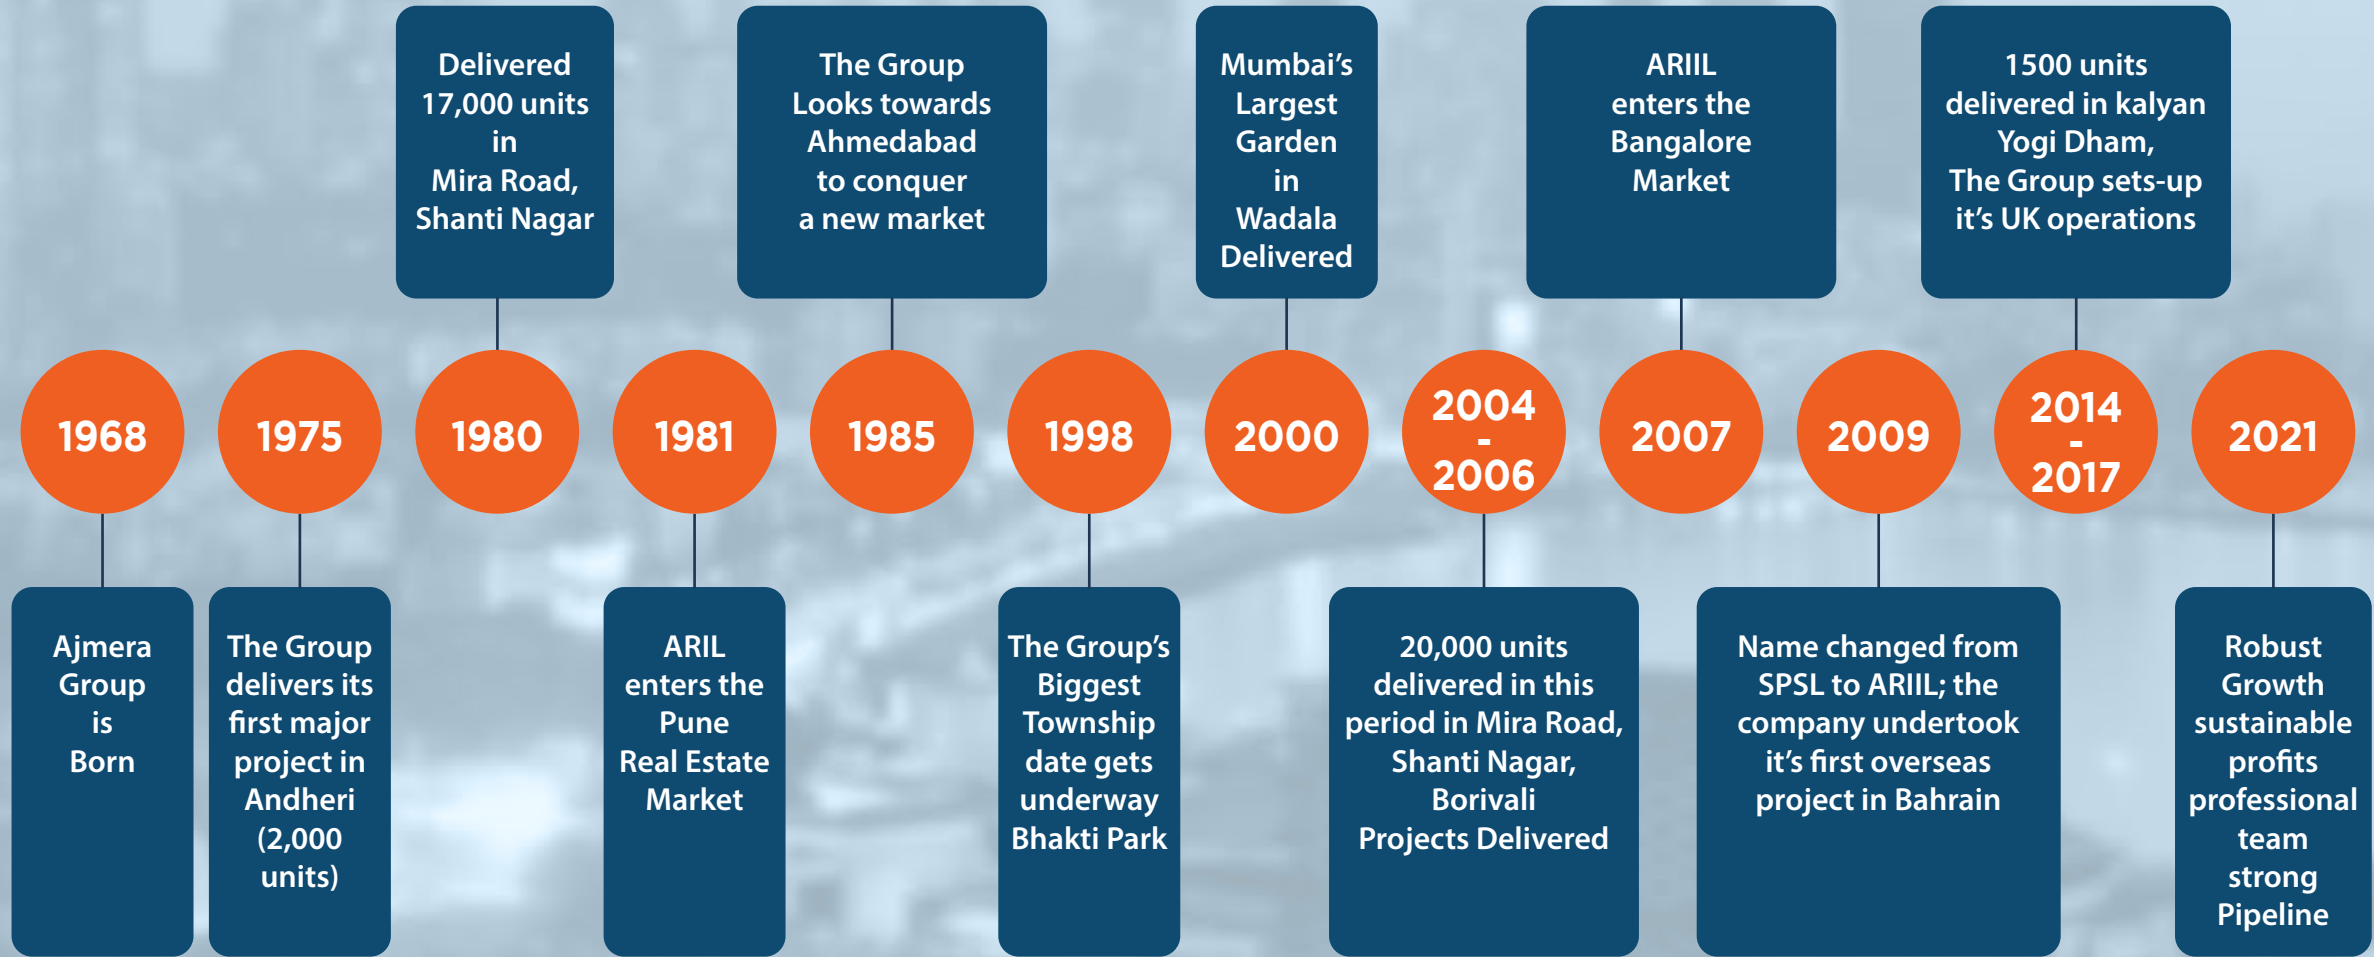 Delivered
17,000 units
in
Mira Road,
Shanti Nagar
The Group
Looks towards
Ahmedabad
to conquer
a new market
Mumbai’s
Largest
Garden
in
Wadala
Delivered
ARIIL
enters the
Bangalore
Market
1500 units
delivered in kalyan
Yogi Dham,
The Group sets-up
it’s UK operations
1968
1975
1980
1981
1985
1998
2000
2004
-
2006
2007
2009
2014
-
2017
2021
Ajmera
Group
is
Born
The Group
delivers its
first major
project in
Andheri
(2,000
units)
ARIL
enters the
Pune
Real Estate
Market
The Group’s
Biggest
Township
date gets
underway
Bhakti Park
20,000 units
delivered in this
period in Mira Road,
Shanti Nagar,
Borivali
Projects Delivered
Name changed from
SPSL to ARIIL; the
company undertook
it’s first overseas
project in Bahrain
Robust
Growth
sustainable
profits
professional
team
strong
Pipeline